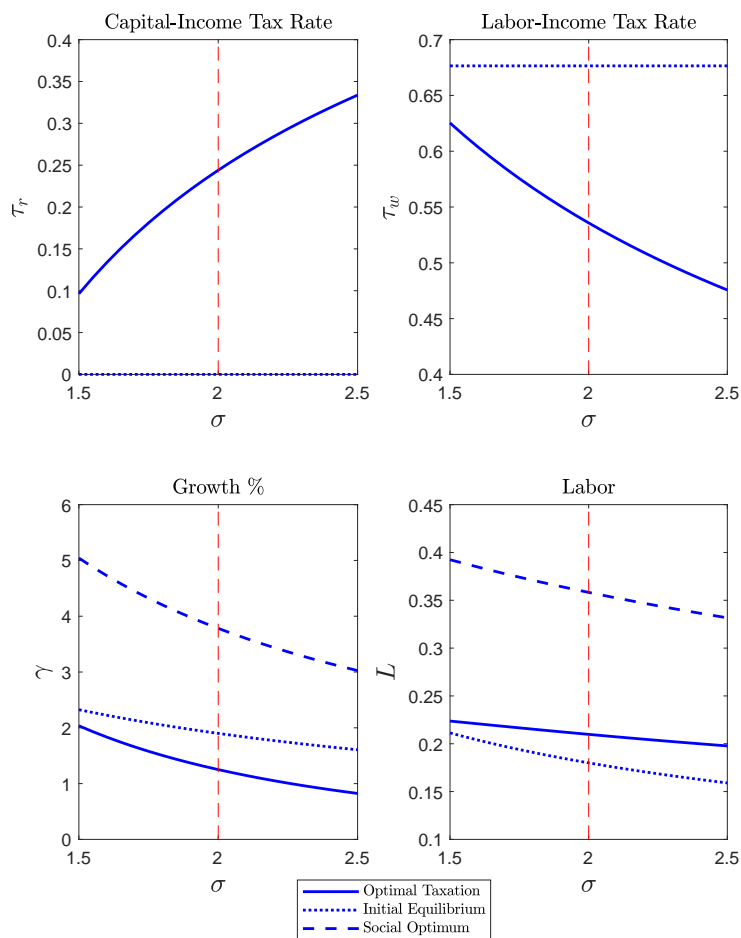 Capital-Income Tax Rate
0.4
0.35
0.3
0.25
0.2
0.15
0.1
0.05
0
τ_r
1.5 2 2.5
σ
Labor-Income Tax Rate
0.7
0.65
0.6
0.55
0.5
0.45
0.4
τ_w
1.5 2 2.5
σ
Growth %
6
5
4
3
2
1
0
γ
1.5 2 2.5
σ
Labor
0.45
0.4
0.35
0.3
0.25
0.2
0.15
0.1
L
1.5 2 2.5
σ
Optimal Taxation
Initial Equilibrium
Social Optimum